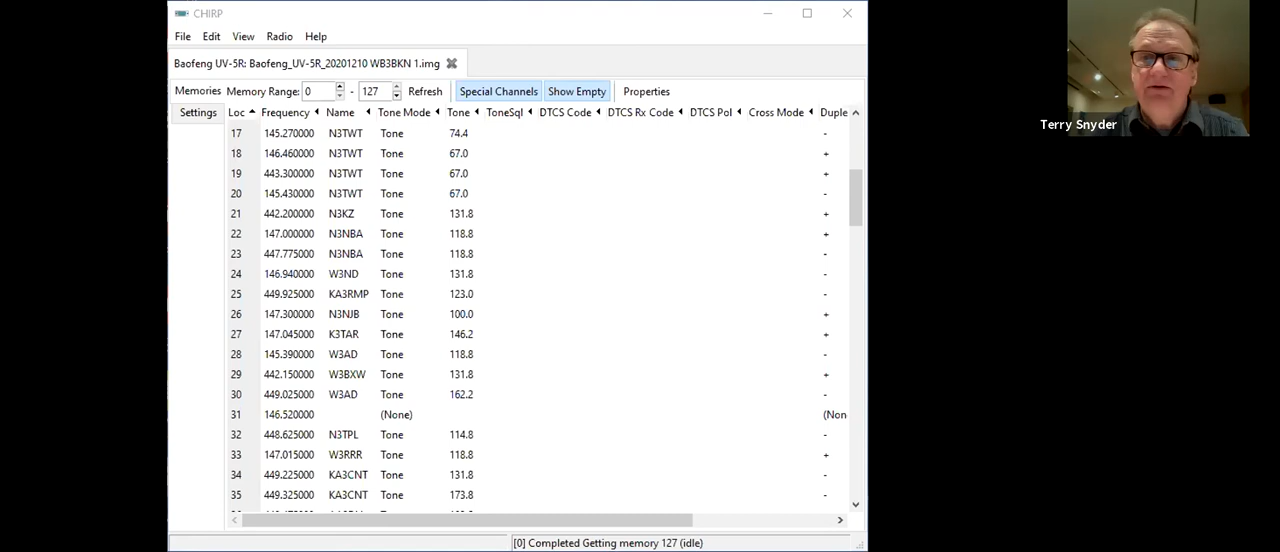 CHIRP
File Edit View Radio Help
Baofeng UV-5R: Baofeng_UV-5R_20201210 WB3BKN 1.img
Memories Memory Range: 0 - 127 Refresh Special Channels Show Empty Properties
Settings
Loc Frequency Name Tone Mode Tone ToneSql DTCS Code DTCS Rx Code DTCS Pol Cross Mode Duple
17 145.270000 N3TWT Tone 74.4 -
18 146.460000 N3TWT Tone 67.0 +
19 443.300000 N3TWT Tone 67.0 +
20 145.430000 N3TWT Tone 67.0 -
21 442.200000 N3KZ Tone 131.8 +
22 147.000000 N3NBA Tone 118.8 +
23 447.775000 N3NBA Tone 118.8 -
24 146.940000 W3ND Tone 131.8 -
25 449.925000 KA3RMP Tone 123.0 -
26 147.300000 N3NJB Tone 100.0 +
27 147.045000 K3TAR Tone 146.2 +
28 145.390000 W3AD Tone 118.8 -
29 442.150000 W3BXW Tone 131.8 +
30 449.025000 W3AD Tone 162.2 -
31 146.520000 (None) (Non
32 448.625000 N3TPL Tone 114.8 -
33 147.015000 W3RRR Tone 118.8 +
34 449.225000 KA3CNT Tone 131.8 -
35 449.325000 KA3CNT Tone 173.8 -
[0] Completed Getting memory 127 (idle)
Terry Snyder